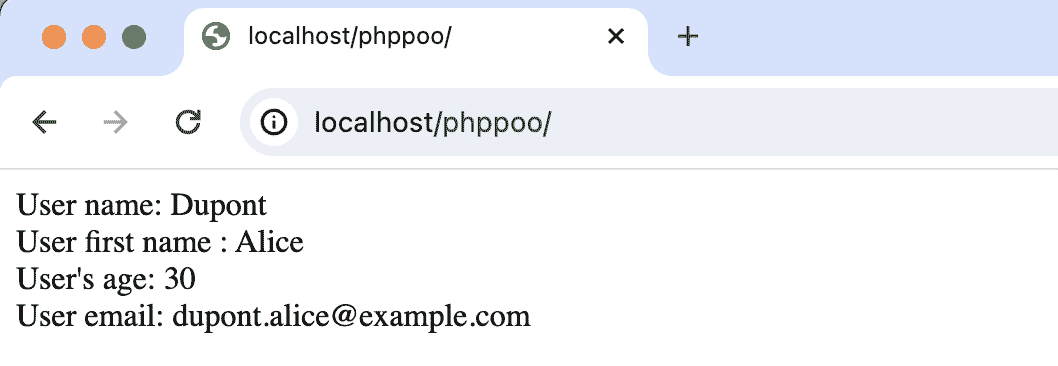 localhost/phppoo/
localhost/phppoo/
User name: Dupont
User first name : Alice
User's age: 30
User email: dupont.alice@example.com